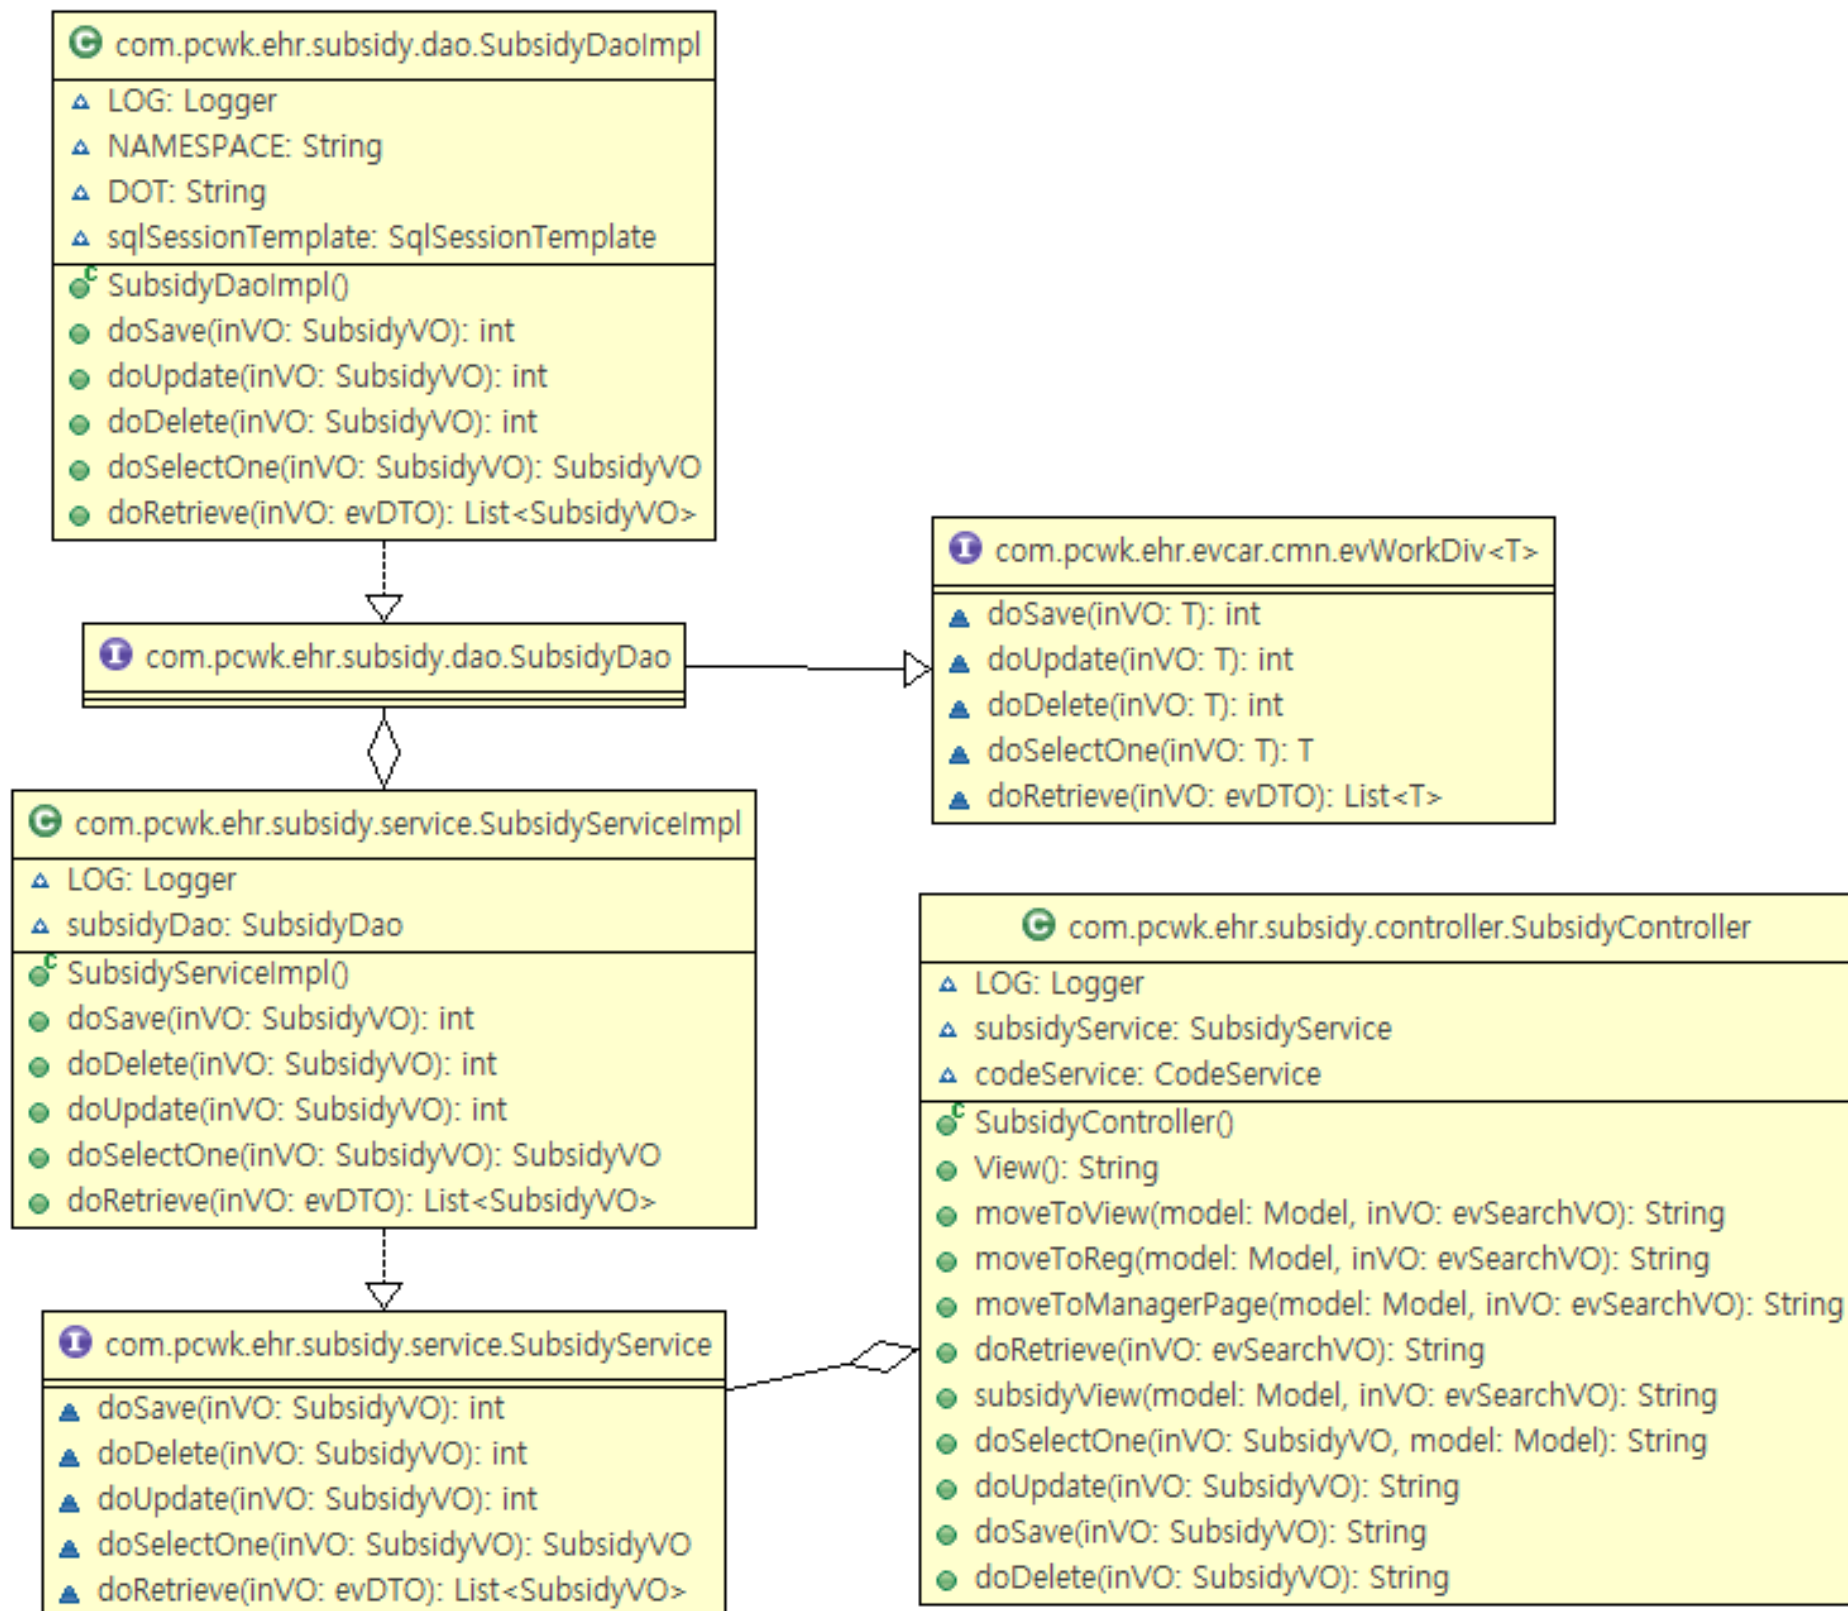 C com.pcwk.ehr.subsidy.dao.SubsidyDaoImpl
LOG: Logger
NAMESPACE: String
DOT: String
sqlSessionTemplate: SqlSessionTemplate
C SubsidyDaoImpl()
doSave(inVO: SubsidyVO): int
doUpdate(inVO: SubsidyVO): int
doDelete(inVO: SubsidyVO): int
doSelectOne(inVO: SubsidyVO): SubsidyVO
doRetrieve(inVO: evDTO): List<SubsidyVO>
I com.pcwk.ehr.evcar.cmn.evWorkDiv<T>
doSave(inVO: T): int
doUpdate(inVO: T): int
doDelete(inVO: T): int
doSelectOne(inVO: T): T
doRetrieve(inVO: evDTO): List<T>
I com.pcwk.ehr.subsidy.dao.SubsidyDao
C com.pcwk.ehr.subsidy.service.SubsidyServiceImpl
LOG: Logger
subsidyDao: SubsidyDao
C SubsidyServiceImpl()
doSave(inVO: SubsidyVO): int
doDelete(inVO: SubsidyVO): int
doUpdate(inVO: SubsidyVO): int
doSelectOne(inVO: SubsidyVO): SubsidyVO
doRetrieve(inVO: evDTO): List<SubsidyVO>
C com.pcwk.ehr.subsidy.controller.SubsidyController
LOG: Logger
subsidyService: SubsidyService
codeService: CodeService
C SubsidyController()
View(): String
moveToView(model: Model, inVO: evSearchVO): String
moveToReg(model: Model, inVO: evSearchVO): String
moveToManagerPage(model: Model, inVO: evSearchVO): String
doRetrieve(inVO: evSearchVO): String
subsidyView(model: Model, inVO: evSearchVO): String
doSelectOne(inVO: SubsidyVO, model: Model): String
doUpdate(inVO: SubsidyVO): String
doSave(inVO: SubsidyVO): String
doDelete(inVO: SubsidyVO): String
I com.pcwk.ehr.subsidy.service.SubsidyService
doSave(inVO: SubsidyVO): int
doDelete(inVO: SubsidyVO): int
doUpdate(inVO: SubsidyVO): int
doSelectOne(inVO: SubsidyVO): SubsidyVO
doRetrieve(inVO: evDTO): List<SubsidyVO>